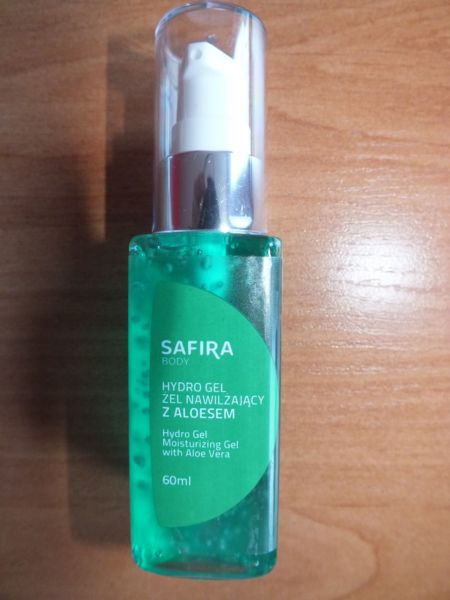 SAFIRA
BODY
HYDRO GEL
ŻEL NAWILŻAJĄCY
Z ALOESEM
Hydro Gel
Moisturizing Gel
with Aloe Vera
60ml